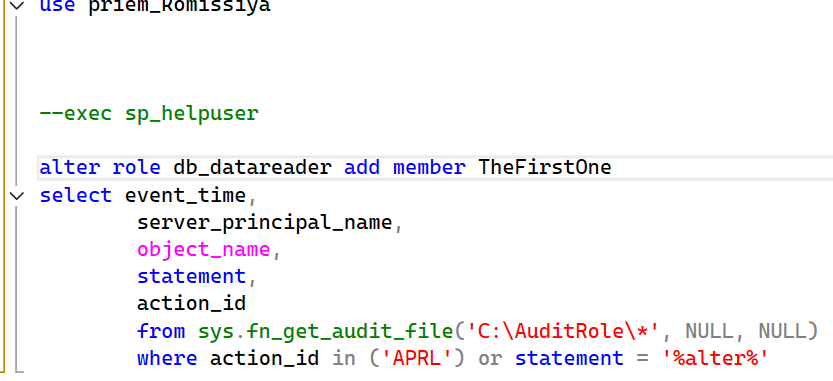 use priem_komissiya
--exec sp_helpuser
alter role db_datareader add member TheFirstOne
select event_time,
server_principal_name,
object_name,
statement,
action_id
from sys.fn_get_audit_file('C:\AuditRole\*', NULL, NULL)
where action_id in ('APRL') or statement = '%alter%'